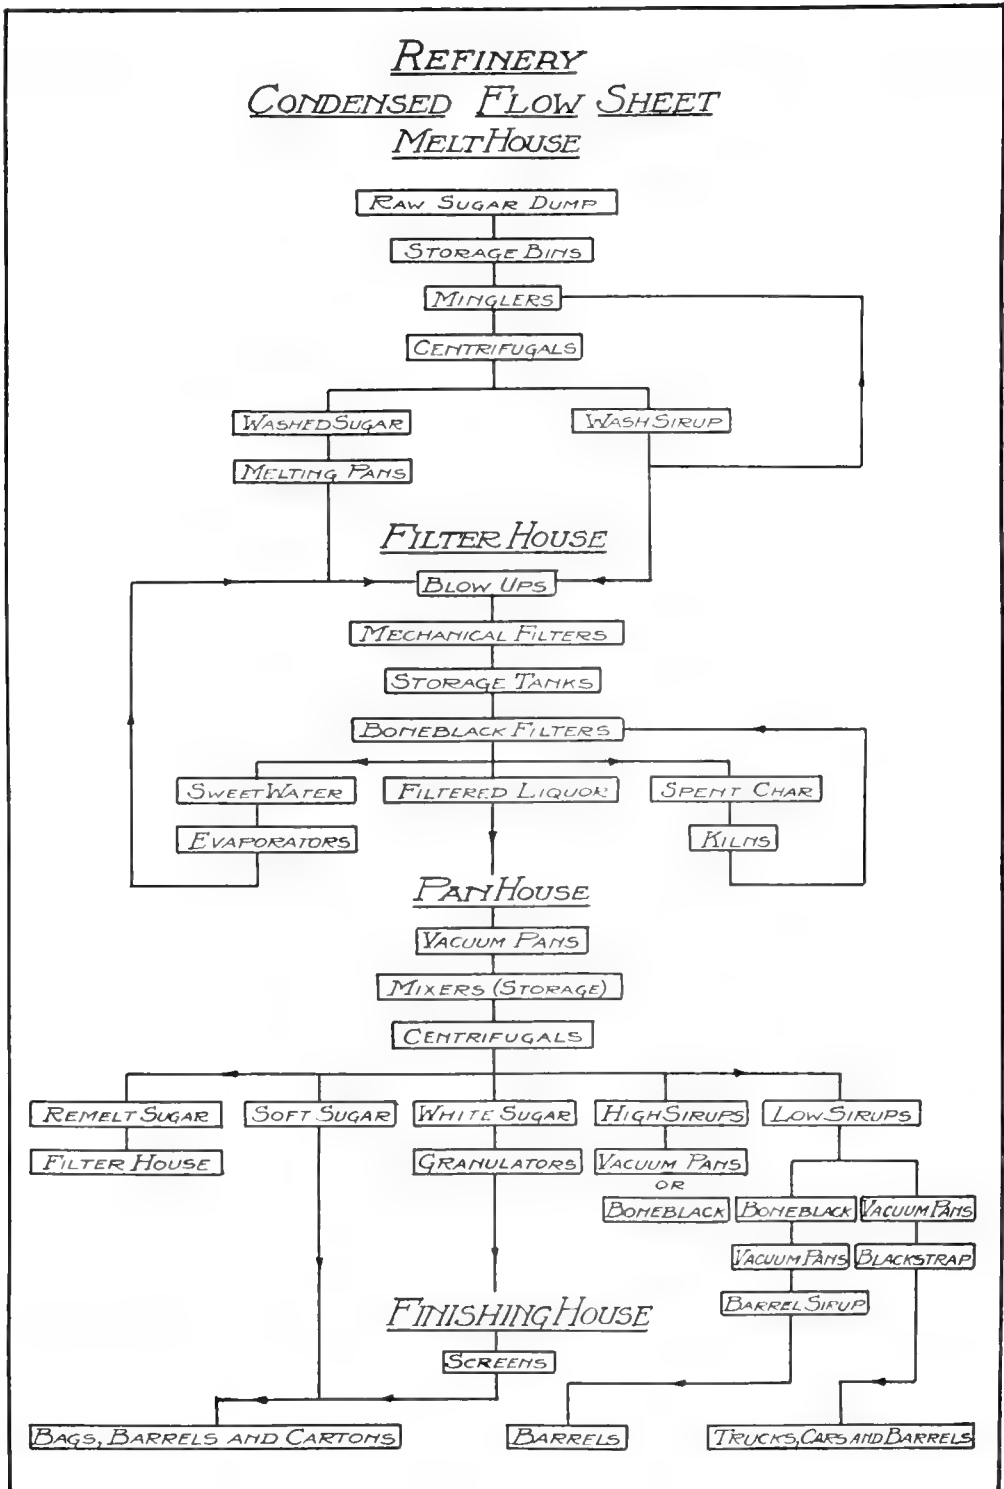 REFINERY
CONDENSED FLOW SHEET
MELT HOUSE
RAW SUGAR DUMP
STORAGE BINS
MINGLERS
CENTRIFUGALS
WASHED SUGAR
WASH SIRUP
MELTING PANS
FILTER HOUSE
BLOW UPS
MECHANICAL FILTERS
STORAGE TANKS
BONEBLACK FILTERS
SWEET WATER
FILTERED LIQUOR
SPENT CHAR
EVAPORATORS
KILNS
PAN HOUSE
VACUUM PANS
MIXERS (STORAGE)
CENTRIFUGALS
REMELT SUGAR
SOFT SUGAR
WHITE SUGAR
HIGH SIRUPS
LOW SIRUPS
FILTER HOUSE
GRANULATORS
VACUUM PANS
OR
BONEBLACK
BONEBLACK
VACUUM PANS
VACUUM PANS
BLACKSTRAP
BARREL SIRUP
FINISHING HOUSE
SCREENS
BAGS, BARRELS AND CARTONS
BARRELS
TRUCKS, CARS AND BARRELS